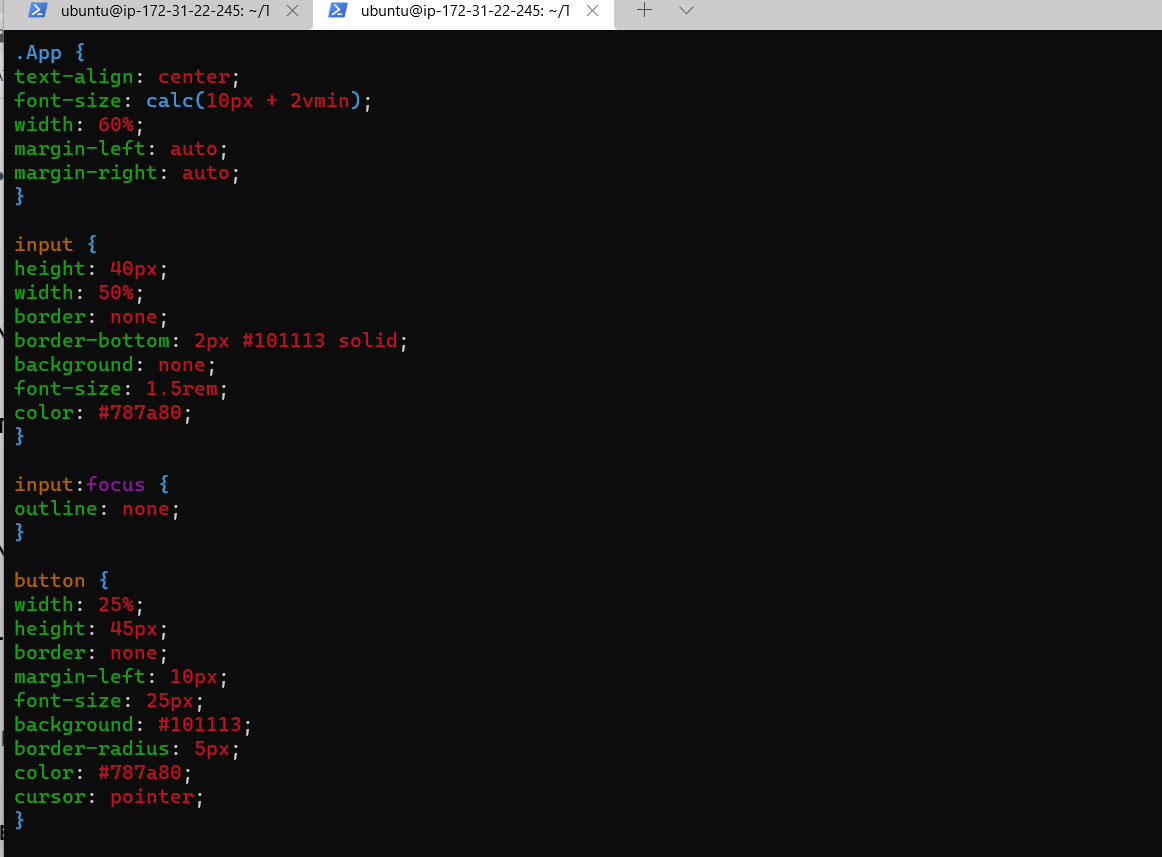 ubuntu@ip-172-31-22-245: ~/T
ubuntu@ip-172-31-22-245: ~/T
.App {
text-align: center;
font-size: calc(10px + 2vmin);
width: 60%;
margin-left: auto;
margin-right: auto;
}
input {
height: 40px;
width: 50%;
border: none;
border-bottom: 2px #101113 solid;
background: none;
font-size: 1.5rem;
color: #787a80;
}
input:focus {
outline: none;
}
button {
width: 25%;
height: 45px;
border: none;
margin-left: 10px;
font-size: 25px;
background: #101113;
border-radius: 5px;
color: #787a80;
cursor: pointer;
}